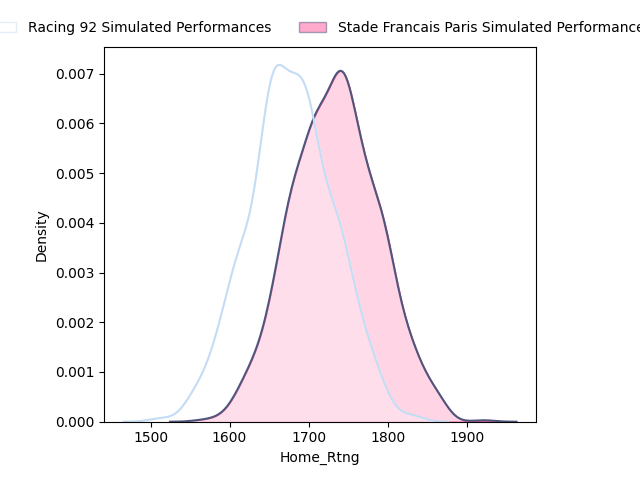 Racing 92 Simulated Performances
Stade Francais Paris Simulated Performance
0.007
0.006
0.005
0.004
0.003
0.002
0.001
0.000
Density
1500 1600 1700 1800 1900
Home_Rtng